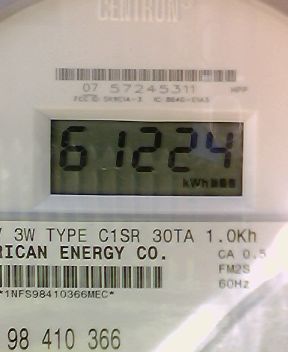 CENTRON
07 57245311
61224
kWh
V 3W TYPE C1SR 30TA 1.0Kh
RICAN ENERGY CO.
CA 0.5
FM2S
60Hz
*1NFS98410366MEC*
98 410 366